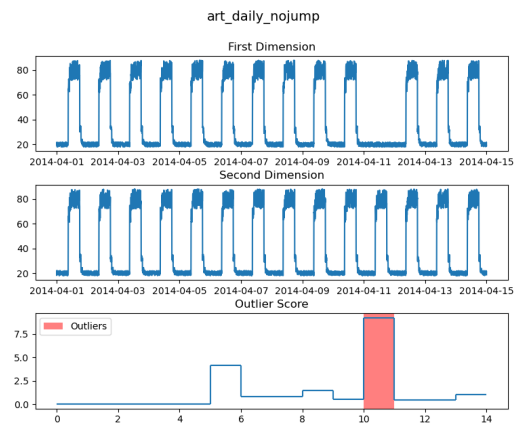 art_daily_nojump
First Dimension
80
60
40
20
2014-04-01 2014-04-03 2014-04-05 2014-04-07 2014-04-09 2014-04-11 2014-04-13 2014-04-15
Second Dimension
80
60
40
20
2014-04-01 2014-04-03 2014-04-05 2014-04-07 2014-04-09 2014-04-11 2014-04-13 2014-04-15
Outlier Score
Outliers
7.5
5.0
2.5
0.0
0 2 4 6 8 10 12 14